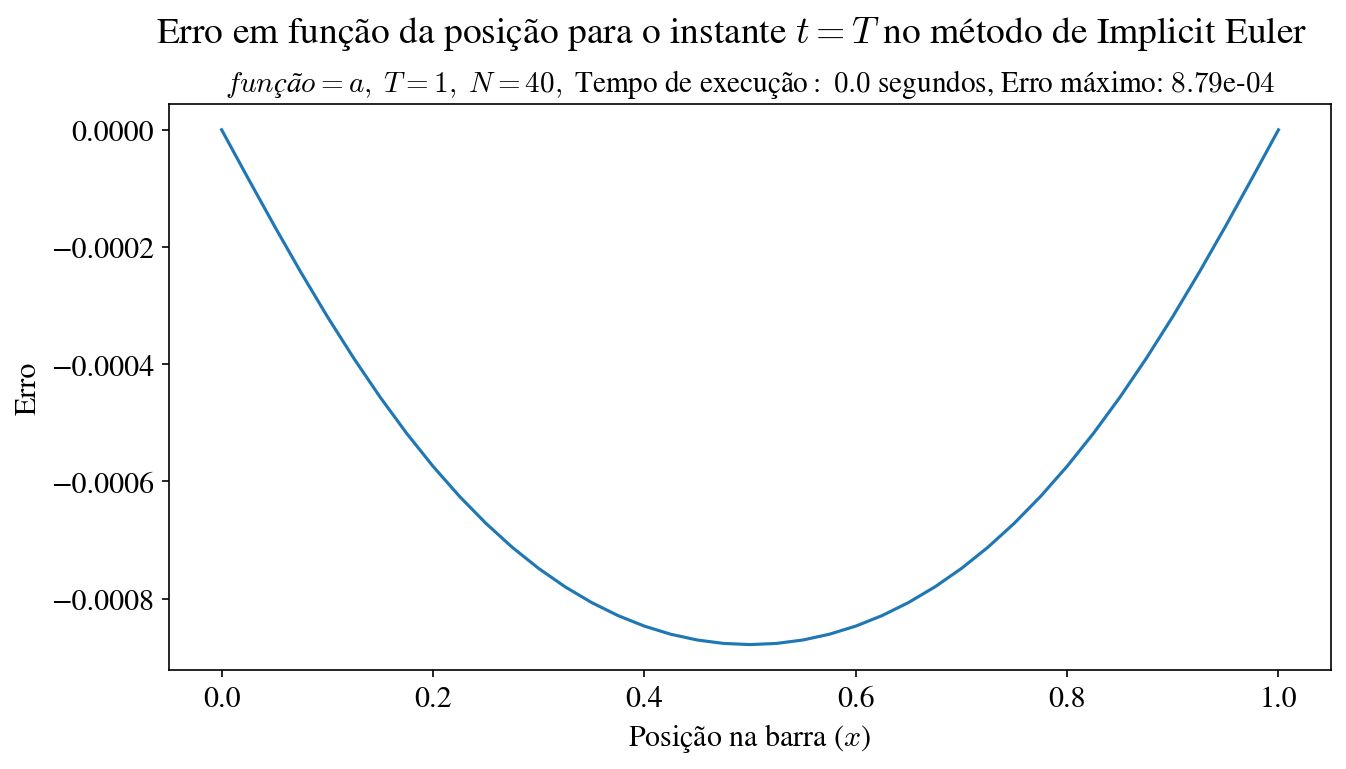 Erro em função da posição para o instante t = T no método de Implicit Euler
função = a, T = 1, N = 40, Tempo de execução : 0.0 segundos, Erro máximo: 8.79e-04
0.0000
−0.0002
−0.0004
−0.0006
−0.0008
Erro
0.0 0.2 0.4 0.6 0.8 1.0
Posição na barra (x)